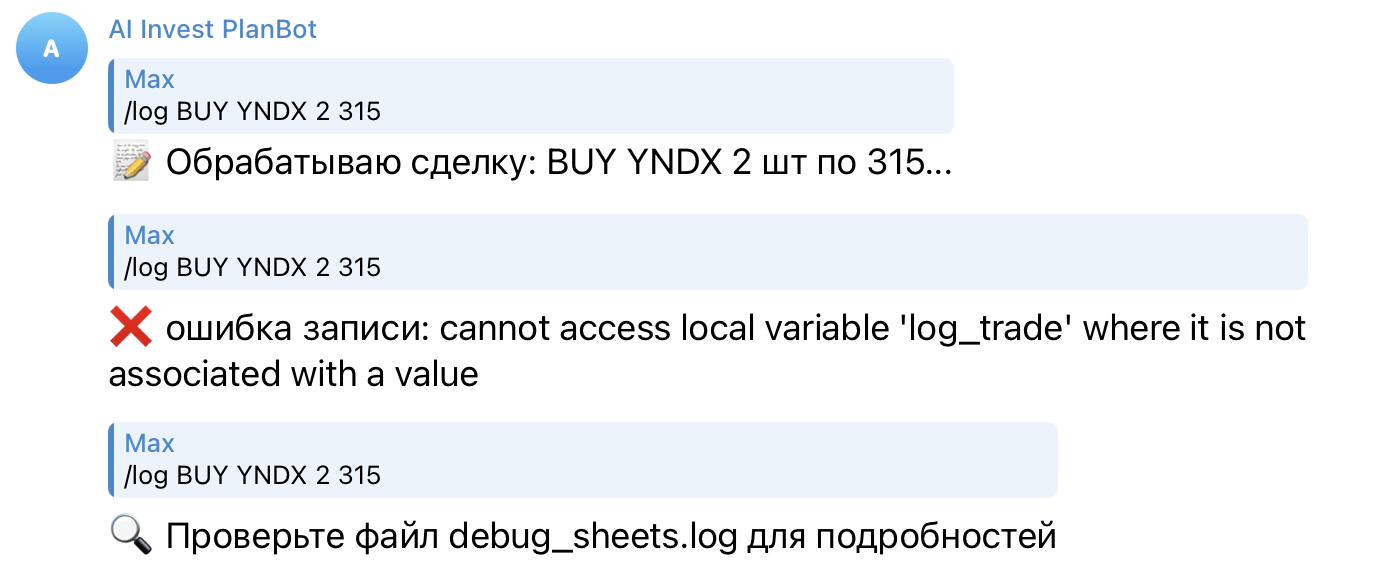 A
AI Invest PlanBot
Max
/log BUY YNDX 2 315
📝 Обрабатываю сделку: BUY YNDX 2 шт по 315...
Max
/log BUY YNDX 2 315
❌ ошибка записи: cannot access local variable 'log_trade' where it is not
associated with a value
Max
/log BUY YNDX 2 315
🔍 Проверьте файл debug_sheets.log для подробностей